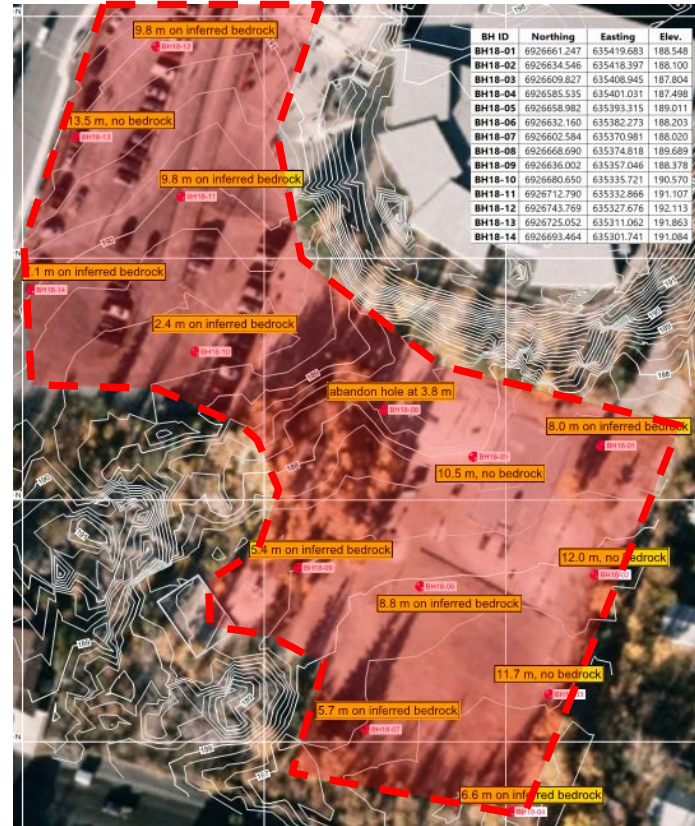 BH ID Northing Easting Elev.
BH18-01 6926661.247 635419.683 188.548
BH18-02 6926634.546 635418.397 188.100
BH18-03 6926609.827 635408.945 187.804
BH18-04 6926585.535 635401.031 187.498
BH18-05 6926658.982 635393.315 189.011
BH18-06 6926632.160 635382.273 188.203
BH18-07 6926602.584 635370.981 188.020
BH18-08 6926668.690 635374.818 189.689
BH18-09 6926636.002 635357.046 188.378
BH18-10 6926680.650 635335.721 190.570
BH18-11 6926712.790 635332.866 191.107
BH18-12 6926743.769 635327.676 192.113
BH18-13 6926725.052 635311.062 191.863
BH18-14 6926693.464 635301.741 191.084
9.8 m on inferred bedrock
BH18-12
13.5 m, no bedrock
BH18-13
9.8 m on inferred bedrock
BH18-11
.1 m on inferred bedrock
BH18-14
2.4 m on inferred bedrock
BH18-10
abandon hole at 3.8 m
BH18-08
8.0 m on inferred bedrock
BH18-01
BH18-05
10.5 m, no bedrock
5.4 m on inferred bedrock
BH18-09
12.0 m, no bedrock
BH18-02
BH18-06
8.8 m on inferred bedrock
11.7 m, no bedrock
5.7 m on inferred bedrock
BH18-07
6.6 m on inferred bedrock
BH18-04